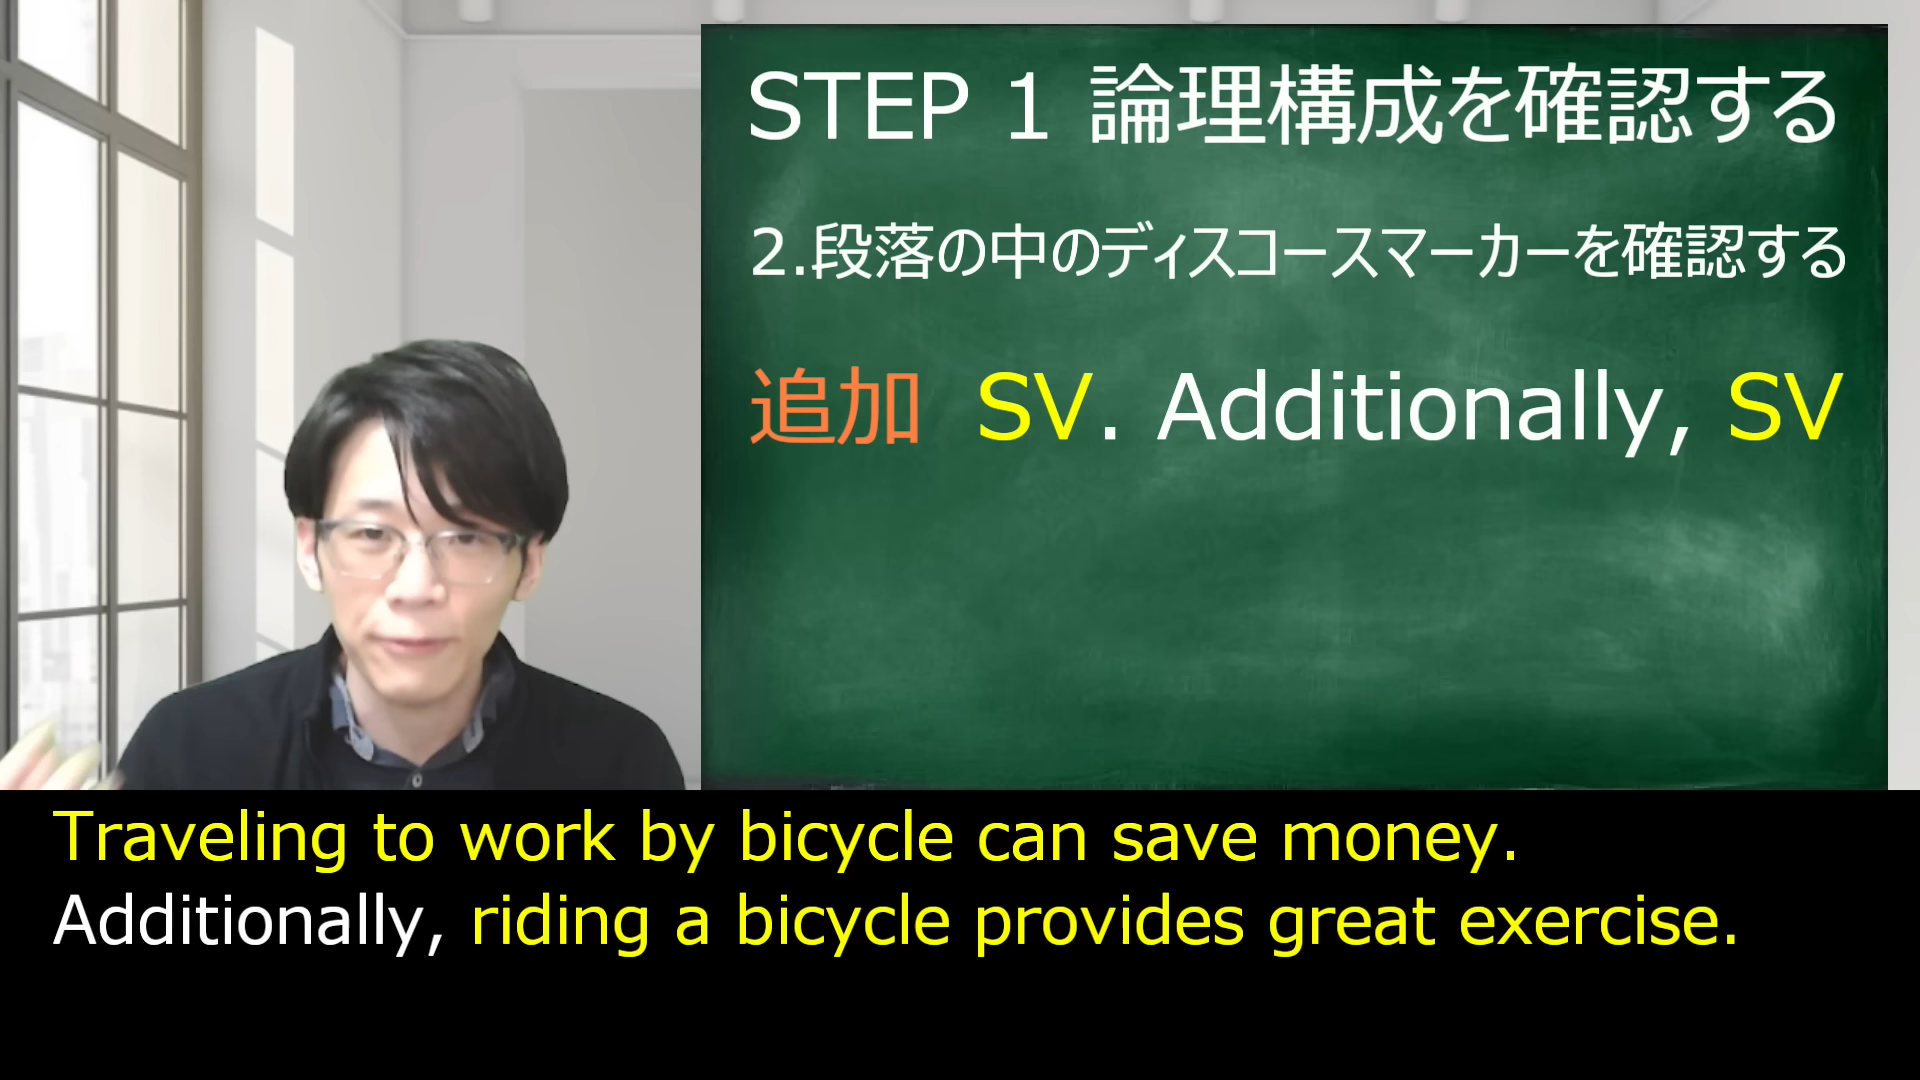 STEP 1 論理構成を確認する
2.段落の中のディスコースマーカーを確認する
追加 SV. Additionally, SV
Traveling to work by bicycle can save money.
Additionally, riding a bicycle provides great exercise.